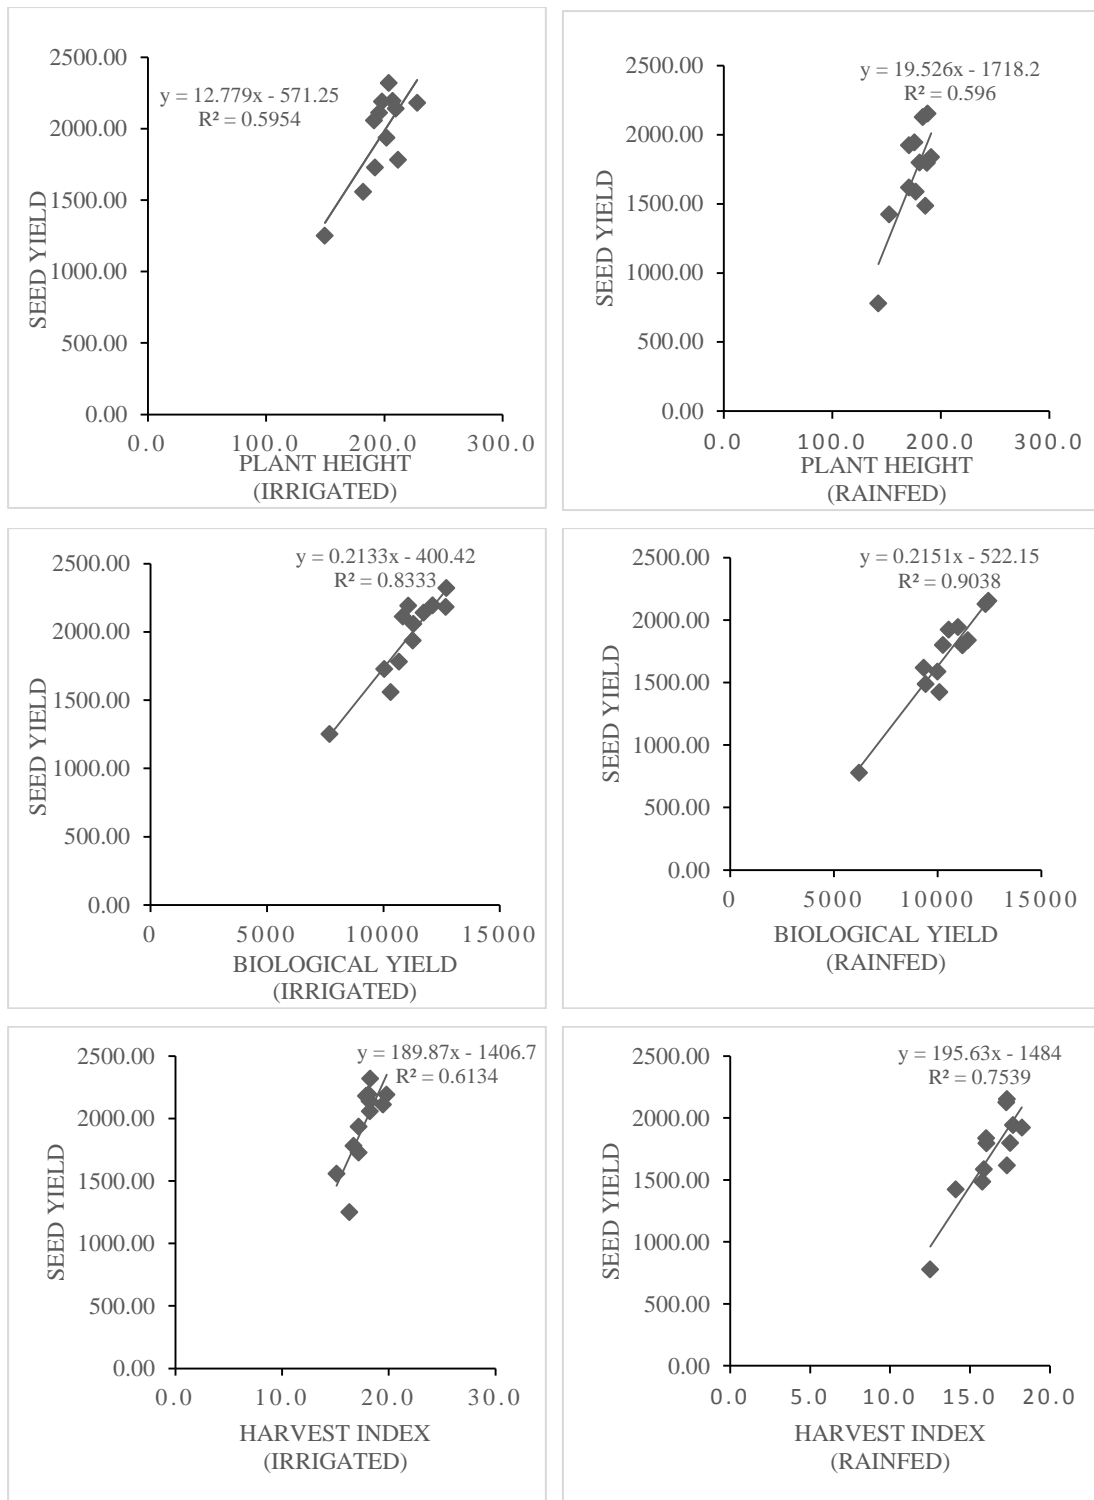 2500.00
2000.00
1500.00
1000.00
500.00
0.00
SEED YIELD
y = 12.779x - 571.25
R² = 0.5954
0.0 100.0 200.0 300.0
PLANT HEIGHT
(IRRIGATED)
2500.00
2000.00
1500.00
1000.00
500.00
0.00
SEED YIELD
y = 19.526x - 1718.2
R² = 0.596
0.0 100.0 200.0 300.0
PLANT HEIGHT
(RAINFED)
2500.00
2000.00
1500.00
1000.00
500.00
0.00
SEED YIELD
y = 0.2133x - 400.42
R² = 0.8333
0 5000 10000 15000
BIOLOGICAL YIELD
(IRRIGATED)
2500.00
2000.00
1500.00
1000.00
500.00
0.00
SEED YIELD
y = 0.2151x - 522.15
R² = 0.9038
0 5000 10000 15000
BIOLOGICAL YIELD
(RAINFED)
2500.00
2000.00
1500.00
1000.00
500.00
0.00
SEED YIELD
y = 189.87x - 1406.7
R² = 0.6134
0.0 10.0 20.0 30.0
HARVEST INDEX
(IRRIGATED)
2500.00
2000.00
1500.00
1000.00
500.00
0.00
SEED YIELD
y = 195.63x - 1484
R² = 0.7539
0.0 5.0 10.0 15.0 20.0
HARVEST INDEX
(RAINFED)